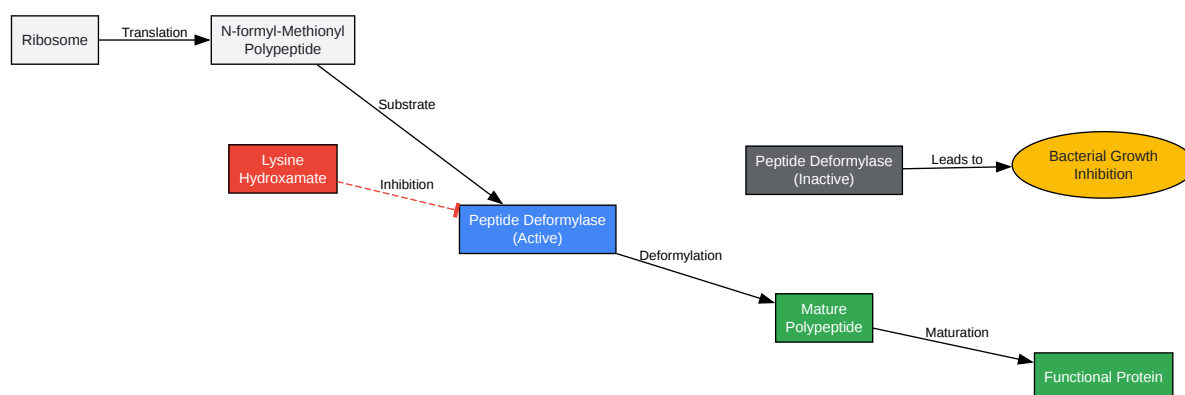 Ribosome
Translation
N-formyl-Methionyl
Polypeptide
Substrate
Lysine
Hydroxamate
Inhibition
Peptide Deformylase
(Active)
Peptide Deformylase
(Inactive)
Leads to
Bacterial Growth
Inhibition
Deformylation
Mature
Polypeptide
Maturation
Functional Protein